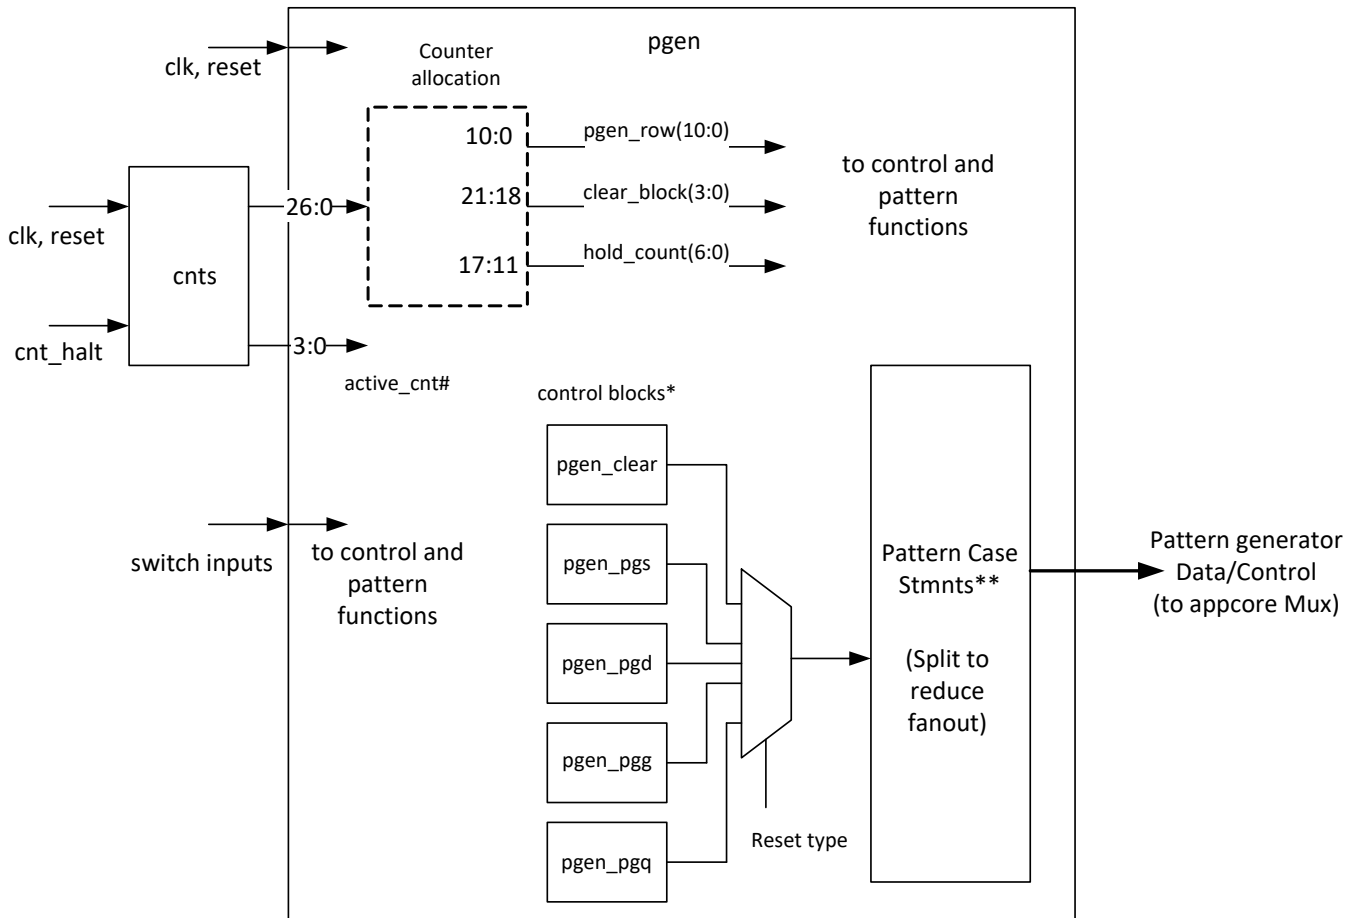 pgen
clk, reset
Counter
allocation
10:0
pgen_row(10:0)
21:18
clear_block(3:0)
17:11
hold_count(6:0)
to control and
pattern
functions
26:0
clk, reset
cnts
cnt_halt
3:0
active_cnt#
control blocks*
pgen_clear
pgen_pgs
pgen_pgd
pgen_pgg
pgen_pgq
switch inputs
to control and
pattern
functions
Reset type
Pattern Case
Stmnts**
(Split to
reduce
fanout)
Pattern generator
Data/Control
(to appcore Mux)